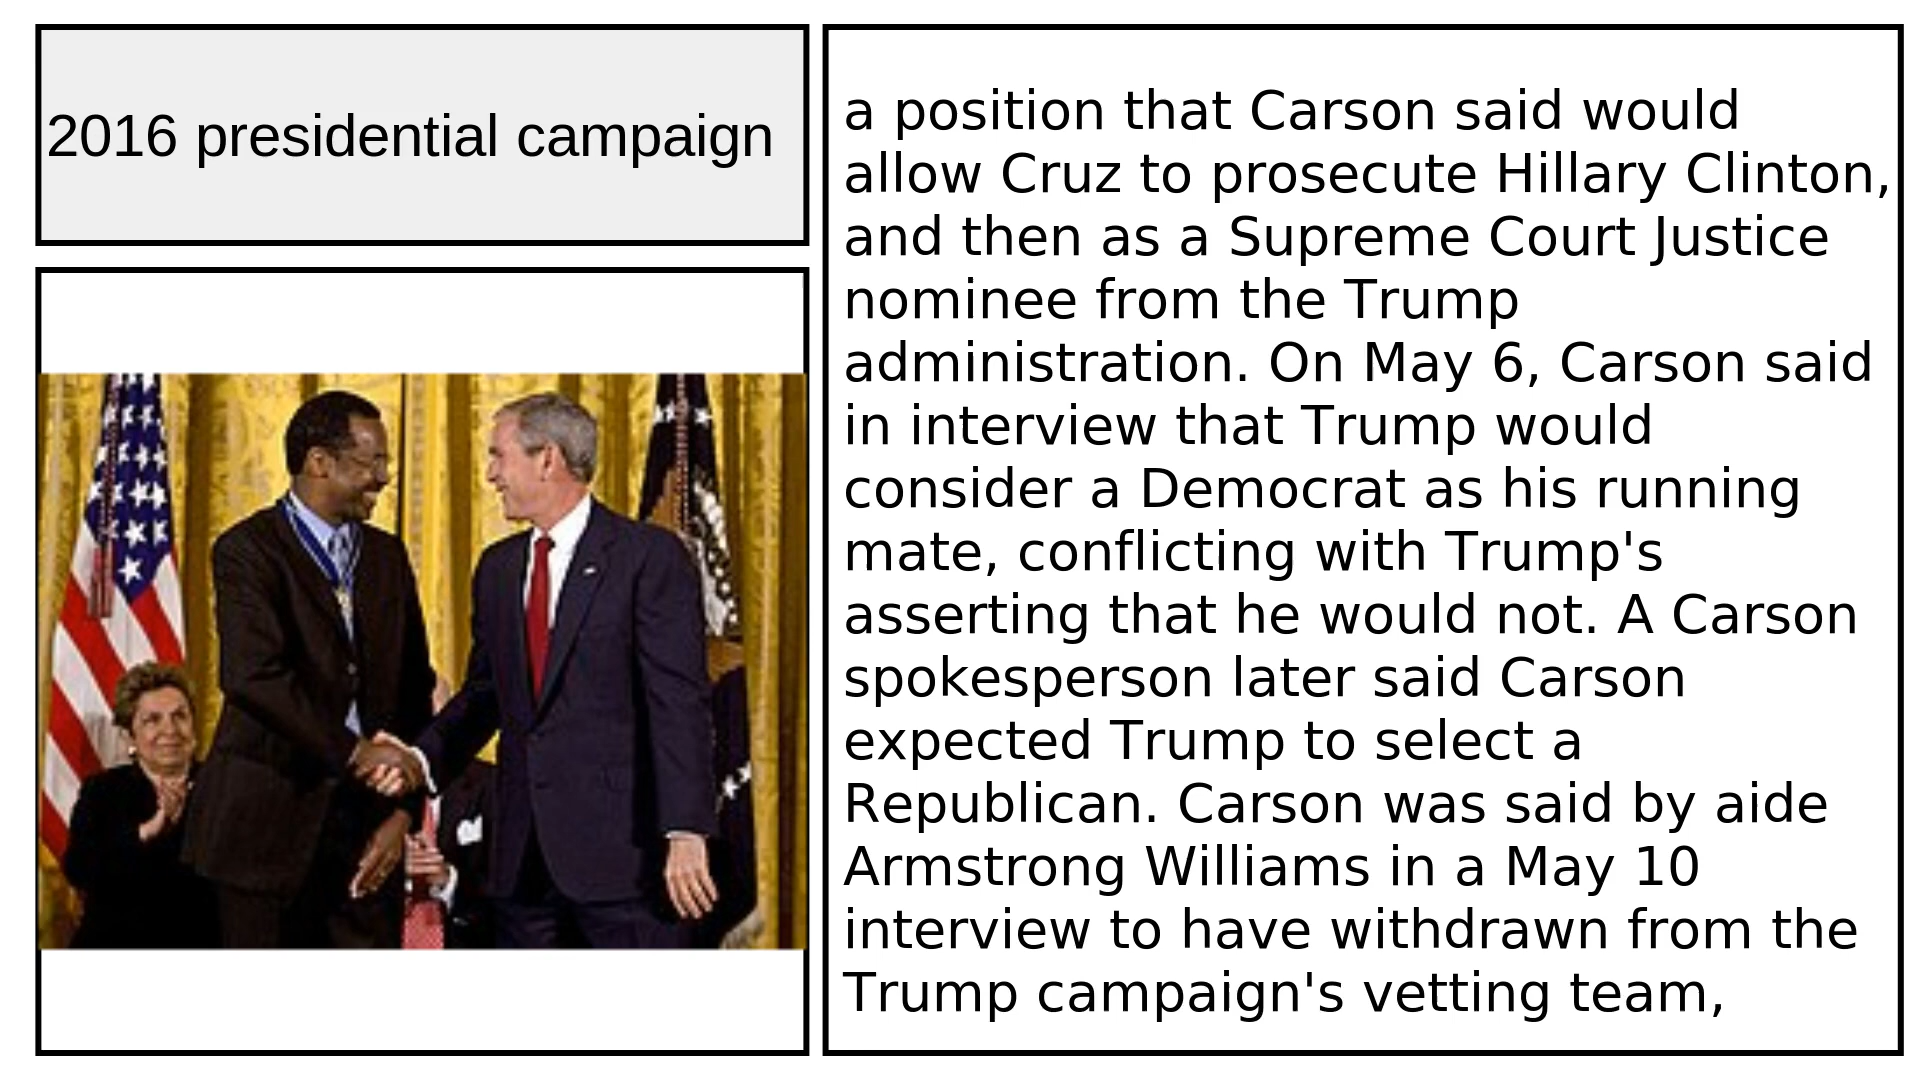 2016 presidential campaign
a position that Carson said would
allow Cruz to prosecute Hillary Clinton,
and then as a Supreme Court Justice
nominee from the Trump
administration. On May 6, Carson said
in interview that Trump would
consider a Democrat as his running
mate, conflicting with Trump's
asserting that he would not. A Carson
spokesperson later said Carson
expected Trump to select a
Republican. Carson was said by aide
Armstrong Williams in a May 10
interview to have withdrawn from the
Trump campaign's vetting team,